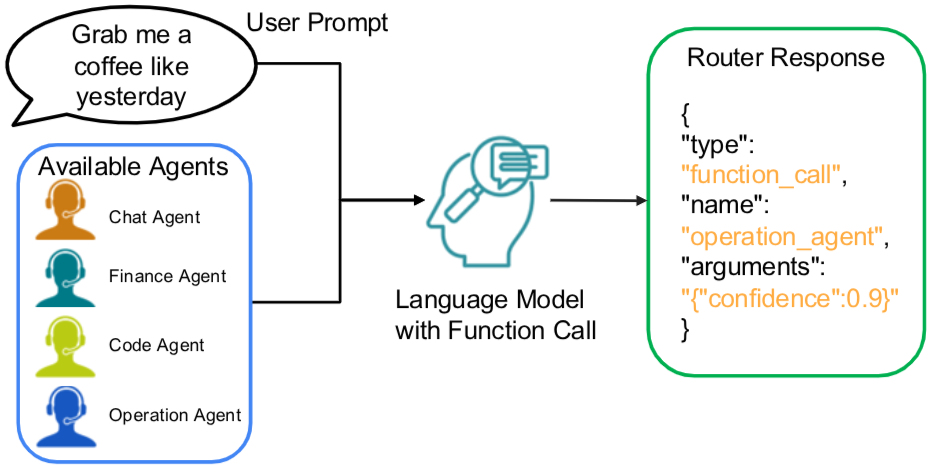 Grab me a
coffee like
yesterday
User Prompt
Available Agents
Chat Agent
Finance Agent
Code Agent
Operation Agent
Language Model
with Function Call
Router Response
{
"type":
"function_call",
"name":
"operation_agent",
"arguments":
"{"confidence":0.9}"
}